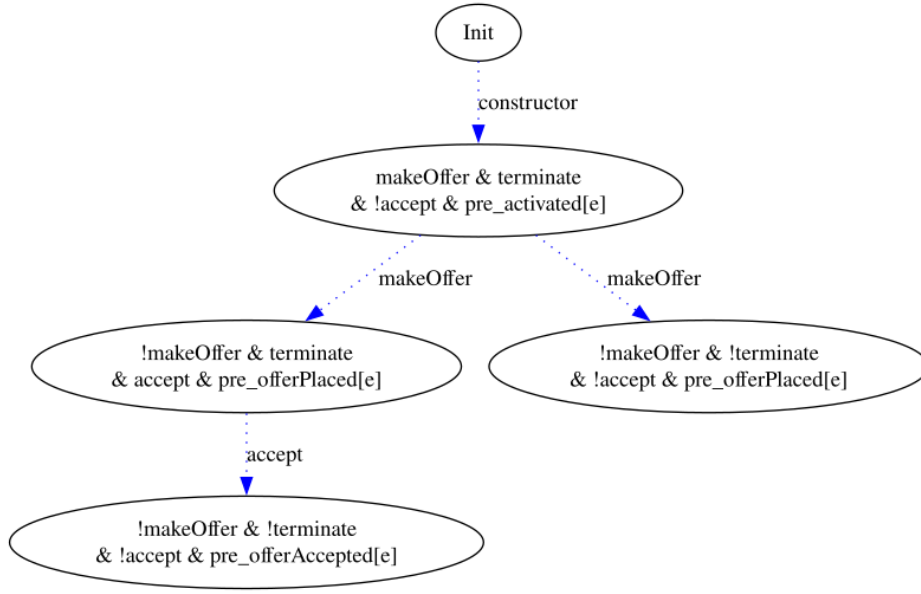 Init
constructor
makeOffer & terminate
& !accept & pre_activated[e]
makeOffer
makeOffer
!makeOffer & terminate
& accept & pre_offerPlaced[e]
!makeOffer & !terminate
& !accept & pre_offerPlaced[e]
accept
!makeOffer & !terminate
& !accept & pre_offerAccepted[e]